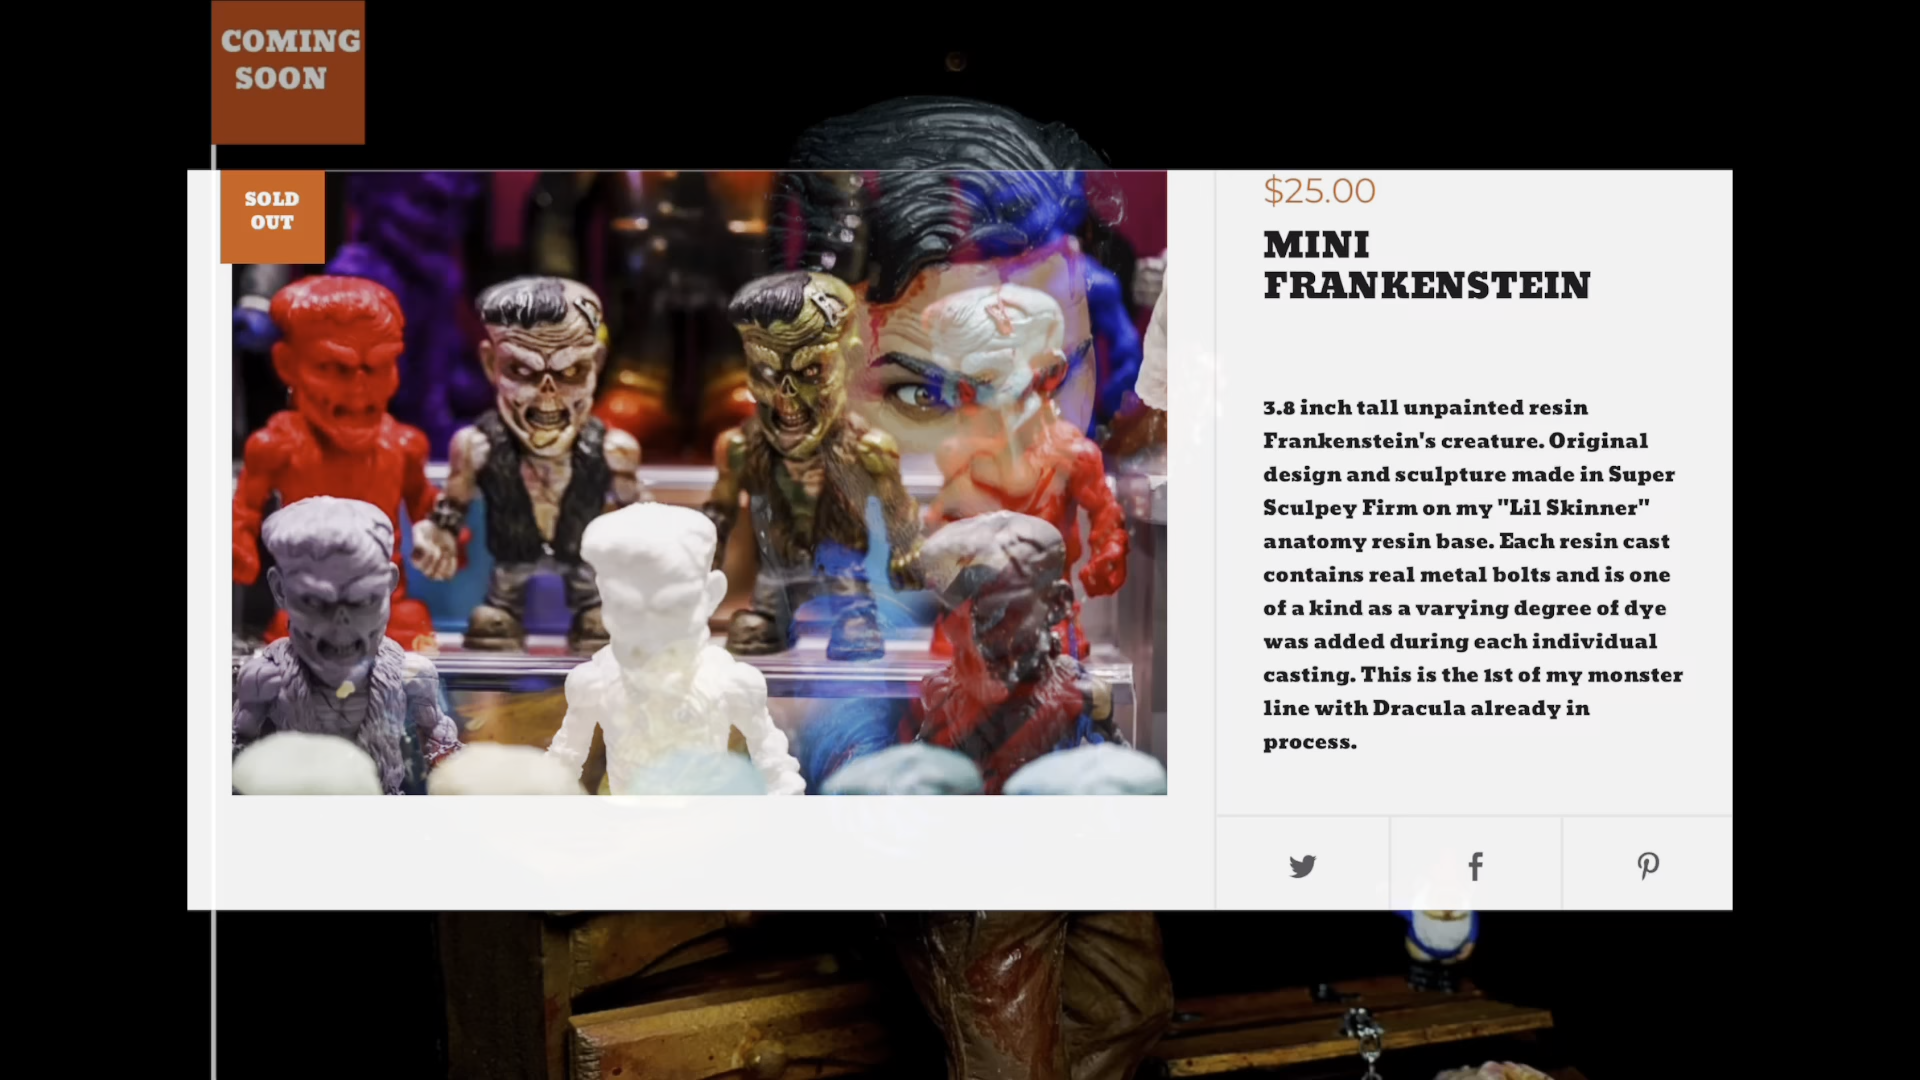 COMING
SOON
SOLD
OUT
$25.00
MINI
FRANKENSTEIN
3.8 inch tall unpainted resin
Frankenstein's creature. Original
design and sculpture made in Super
Sculpey Firm on my "Lil Skinner"
anatomy resin base. Each resin cast
contains real metal bolts and is one
of a kind as a varying degree of dye
was added during each individual
casting. This is the 1st of my monster
line with Dracula already in
process.